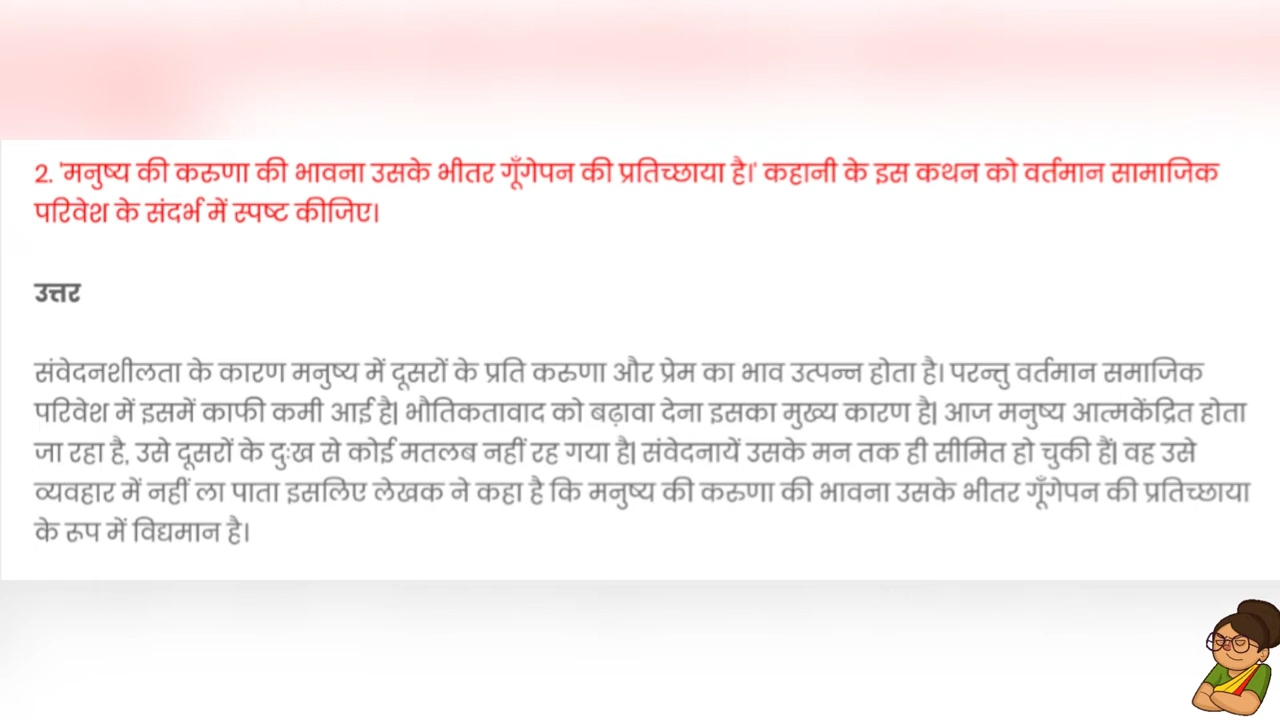 2. 'मनुष्य की करुणा की भावना उसके भीतर गूँगेपन की प्रतिच्छाया है।' कहानी के इस कथन को वर्तमान सामाजिक
परिवेश के संदर्भ में स्पष्ट कीजिए।
उत्तर
संवेदनशीलता के कारण मनुष्य में दूसरों के प्रति करुणा और प्रेम का भाव उत्पन्न होता है। परन्तु वर्तमान समाजिक
परिवेश में इसमें काफी कमी आई है| भौतिकतावाद को बढ़ावा देना इसका मुख्य कारण है| आज मनुष्य आत्मकेंद्रित होता
जा रहा है, उसे दूसरों के दुःख से कोई मतलब नहीं रह गया है| संवेदनायें उसके मन तक ही सीमित हो चुकी हैं| वह उसे
व्यवहार में नहीं ला पाता इसलिए लेखक ने कहा है कि मनुष्य की करुणा की भावना उसके भीतर गूँगेपन की प्रतिच्छाया
के रूप में विद्यमान है।